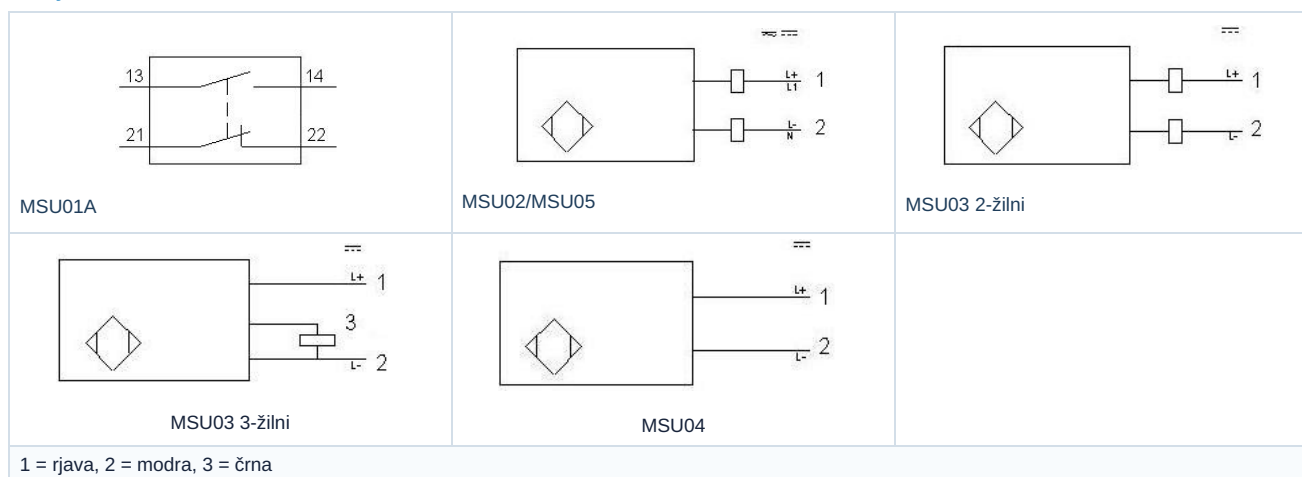 13 14
21 22
MSU01A
L+ 1
L1
L- 2
N
MSU02/MSU05
L+ 1
L- 2
MSU03 2-žilni
L+ 1
3
L- 2
MSU03 3-žilni
L+ 1
L- 2
MSU04
1 = rjava, 2 = modra, 3 = črna